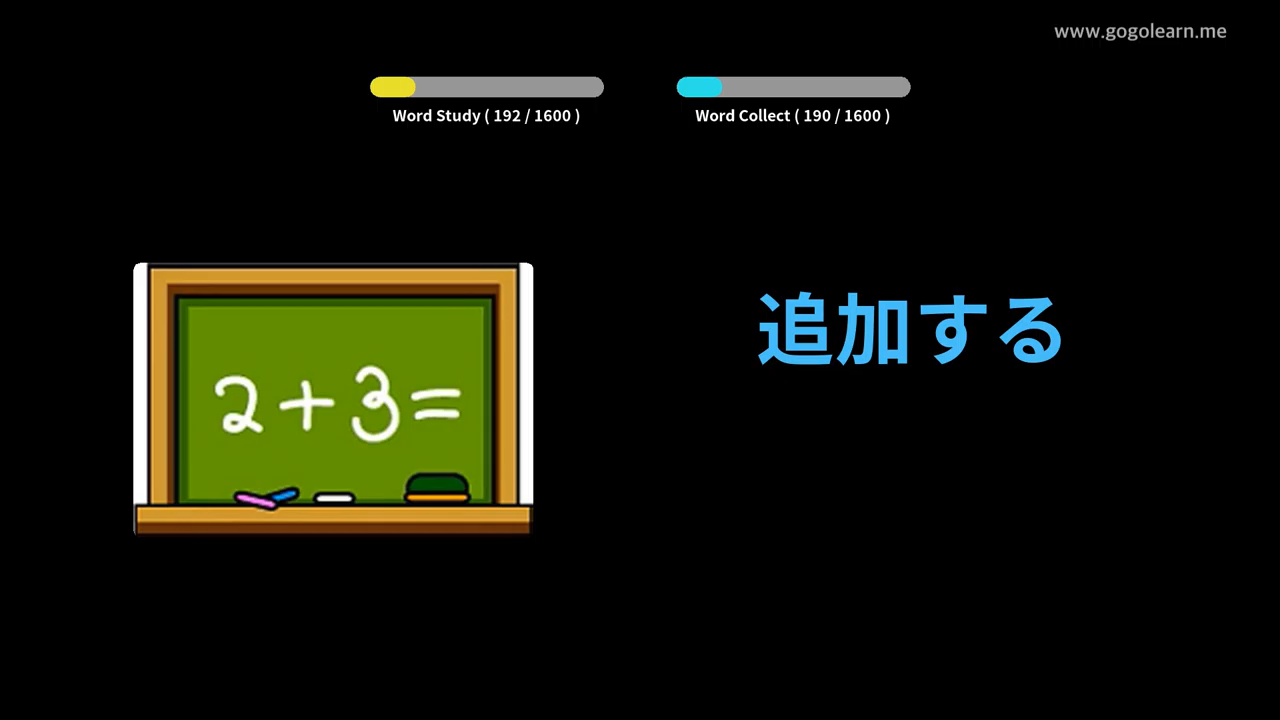 www.gogolearn.me
Word Study ( 192 / 1600 )
Word Collect ( 190 / 1600 )
追加する
2+3=